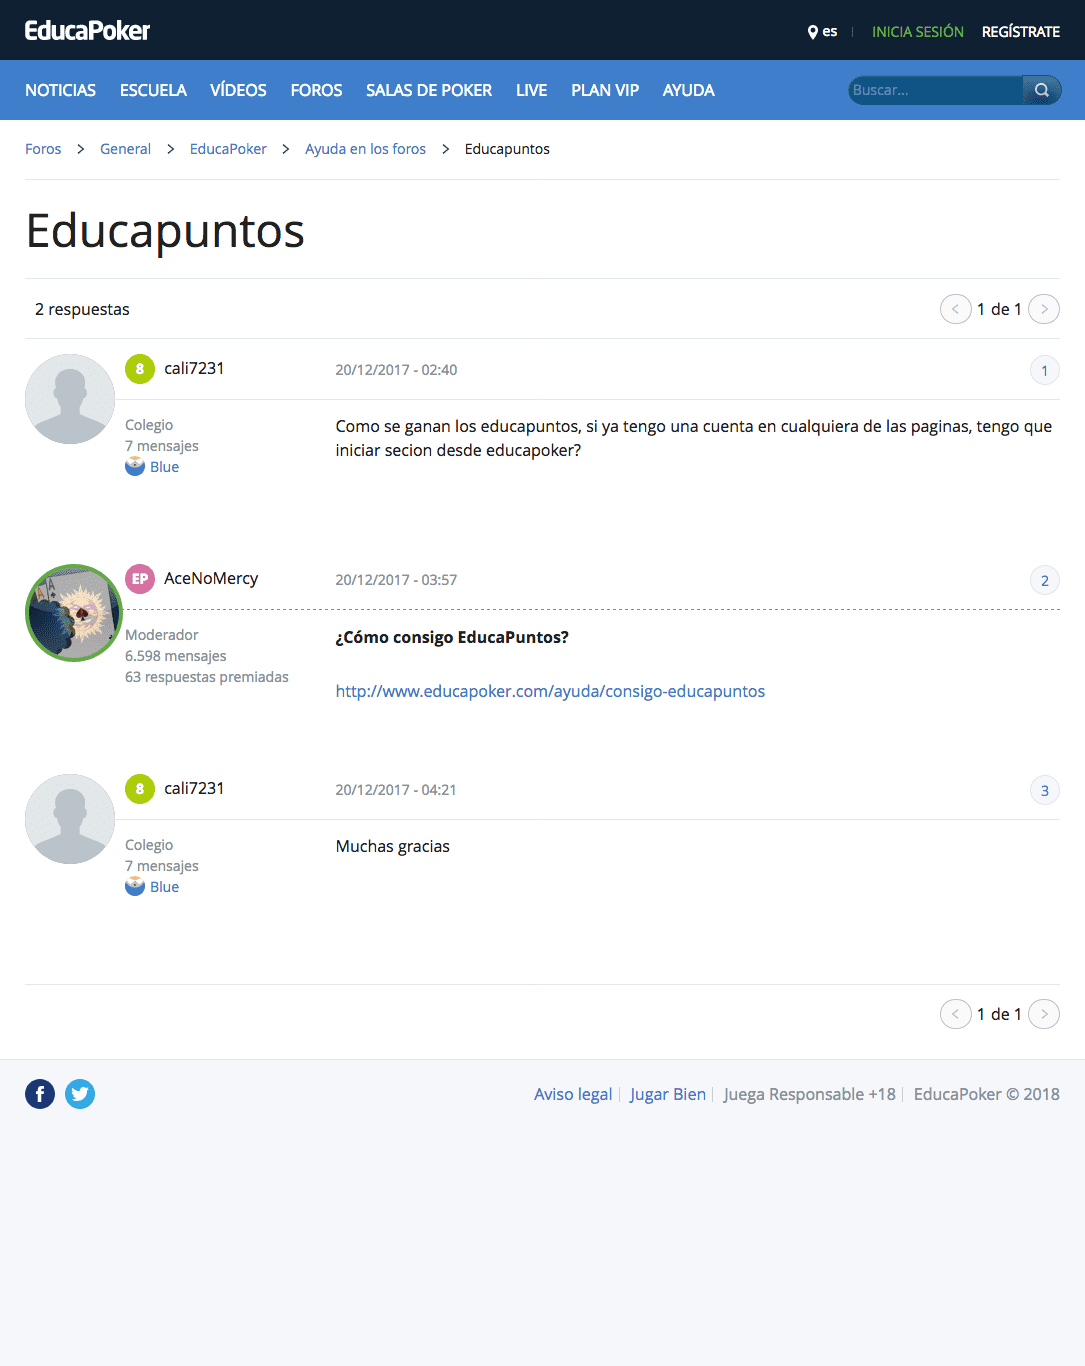 EducaPoker
es
INICIA SESIÓN
REGÍSTRATE
NOTICIAS ESCUELA VÍDEOS FOROS SALAS DE POKER LIVE PLAN VIP AYUDA
Buscar...
Foros > General > EducaPoker > Ayuda en los foros > Educapuntos
Educapuntos
2 respuestas
< 1 de 1 >
8 cali7231
20/12/2017 - 02:40
1
Colegio
7 mensajes
Blue
Como se ganan los educapuntos, si ya tengo una cuenta en cualquiera de las paginas, tengo que
iniciar secion desde educapoker?
EP AceNoMercy
20/12/2017 - 03:57
2
Moderador
6.598 mensajes
63 respuestas premiadas
¿Cómo consigo EducaPuntos?
http://www.educapoker.com/ayuda/consigo-educapuntos
8 cali7231
20/12/2017 - 04:21
3
Colegio
7 mensajes
Blue
Muchas gracias
< 1 de 1 >
Aviso legal | Jugar Bien | Juega Responsable +18 | EducaPoker © 2018